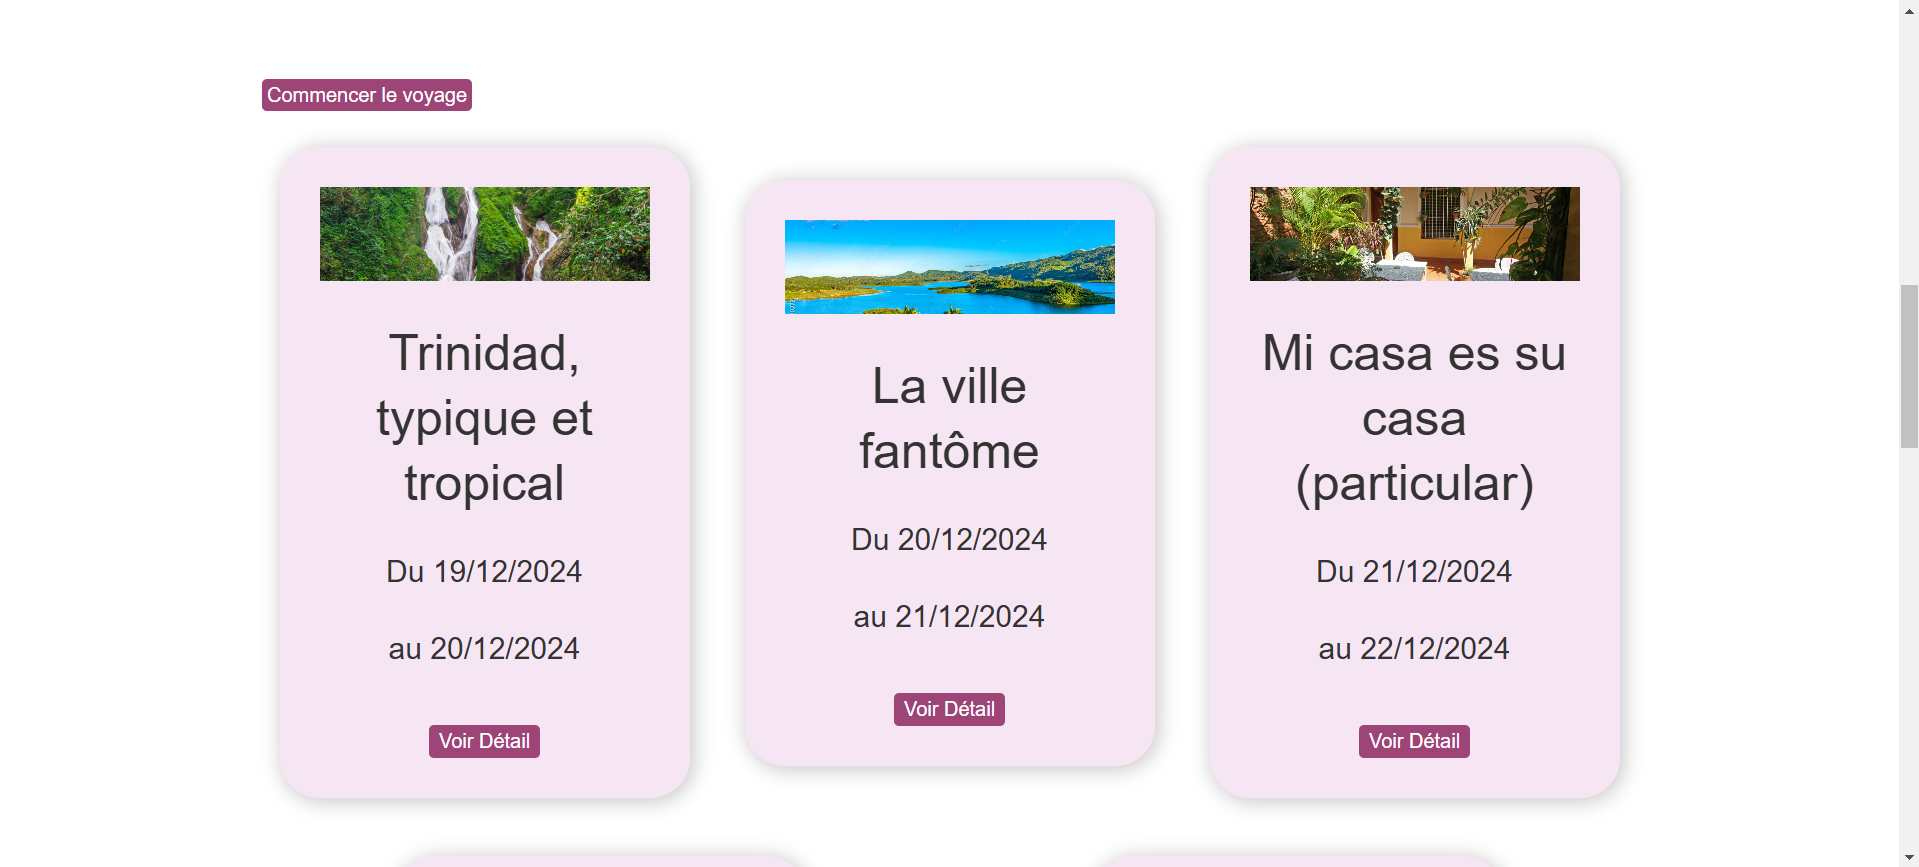 Commencer le voyage
Trinidad,
typique et
tropical
Du 19/12/2024
au 20/12/2024
Voir Détail
La ville
fantôme
Du 20/12/2024
au 21/12/2024
Voir Détail
Mi casa es su
casa
(particular)
Du 21/12/2024
au 22/12/2024
Voir Détail